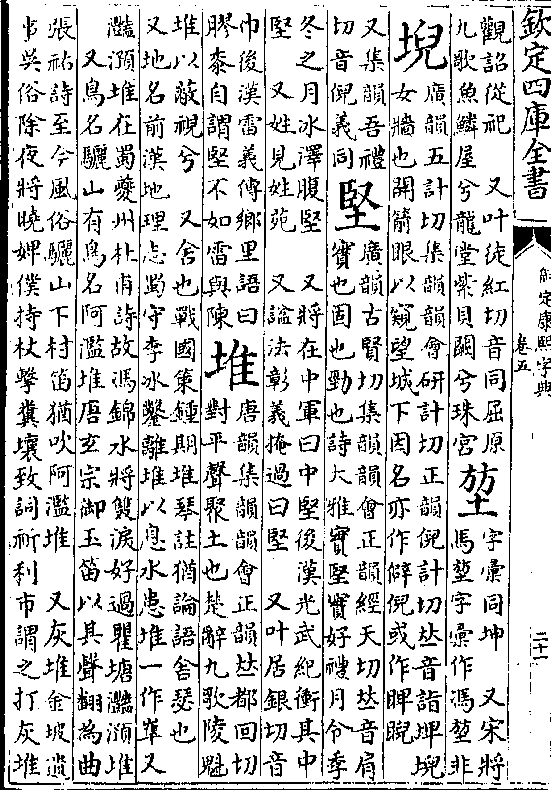 欽定四庫全書
御定康熙字典
卷五
二十一
觀詔從祀　又叶徒紅切音同屈原
九歌魚鱗屋兮龍堂紫貝闕兮珠宮
堃
字彙同坤　又宋將
馬堃字彙作馮堃非
堄
廣韻五計切集韻韻會研計切正韻倪計切𠀤音詣埤堄
女牆也開箭眼以窺望城下因名亦作僻倪或作睥睨
又集韻吾禮
切音倪義同
堅
廣韻古賢切集韻韻會正韻經天切𠀤音肩
實也固也勁也詩大雅實堅實好禮月令季
冬之月冰澤腹堅　又將在中軍曰中堅後漢光武紀衝其中
堅　又姓見姓苑　又諡法彰義掩過曰堅　又叶居銀切音
巾後漢雷義傳鄉里語曰
膠桼自謂堅不如雷與陳
堆
唐韻集韻韻會正韻𠀤都回切
對平聲聚土也楚辭九歌陵魁
堆以蔽視兮　又舍也戰國策鍾期堆琴註猶論語舍瑟也
又地名前漢地理志蜀守李冰鑿離堆以息水患堆一作又
灩澦堆在蜀夔州杜甫詩故馮錦水將雙淚好過瞿塘灩澦堆
又鳥名驪山有鳥名阿濫堆唐玄宗御玉笛以其聲翻為曲
張祐詩至今風俗驪山下村笛猶吹阿濫堆　又灰堆金坡遺
事吳俗除夜將曉婢僕持杖擊糞壤致詞祈利市謂之打灰堆